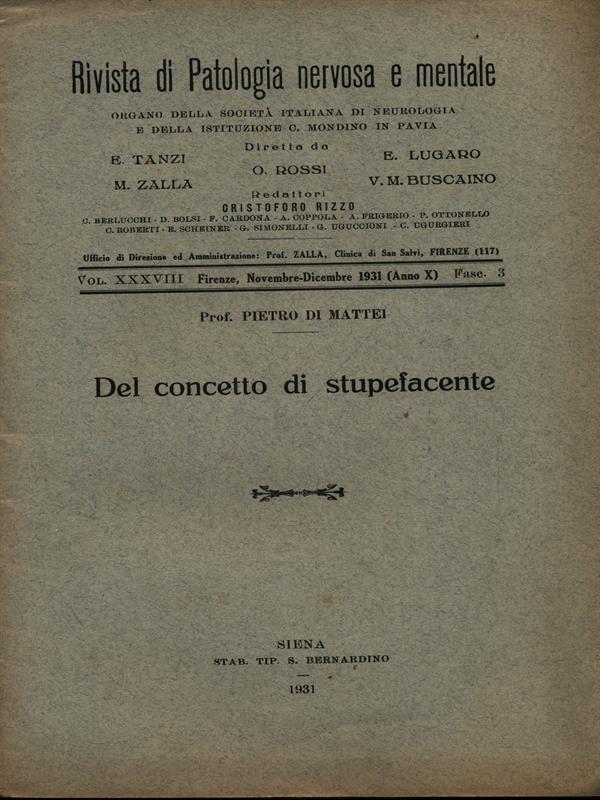 Rivista di Patologia nervosa e mentale
ORGANO DELLA SOCIETÀ ITALIANA DI NEUROLOGIA
E DELLA ISTITUZIONE C. MONDINO IN PAVIA
Diretta da
E. TANZI E. LUGARO
O. ROSSI
M. ZALLA V. M. BUSCAINO
Redattori
CRISTOFORO RIZZO
C. BERLUCCHI - D. BOLSI - F. CARDONA - A. COPPOLA - A. FRIGERIO - P. OTTONELLO
C. ROBERTI - E. SCHEINER - G. SIMONELLI - G. UGUCCIONI - C. UGURGIERI
Ufficio di Direzione ed Amministrazione: Prof. ZALLA, Clinica di San Salvi, FIRENZE (117)
VOL. XXXVIII Firenze, Novembre-Dicembre 1931 (Anno X) Fasc. 3
Prof. PIETRO DI MATTEI
Del concetto di stupefacente
SIENA
STAB. TIP. S. BERNARDINO
1931